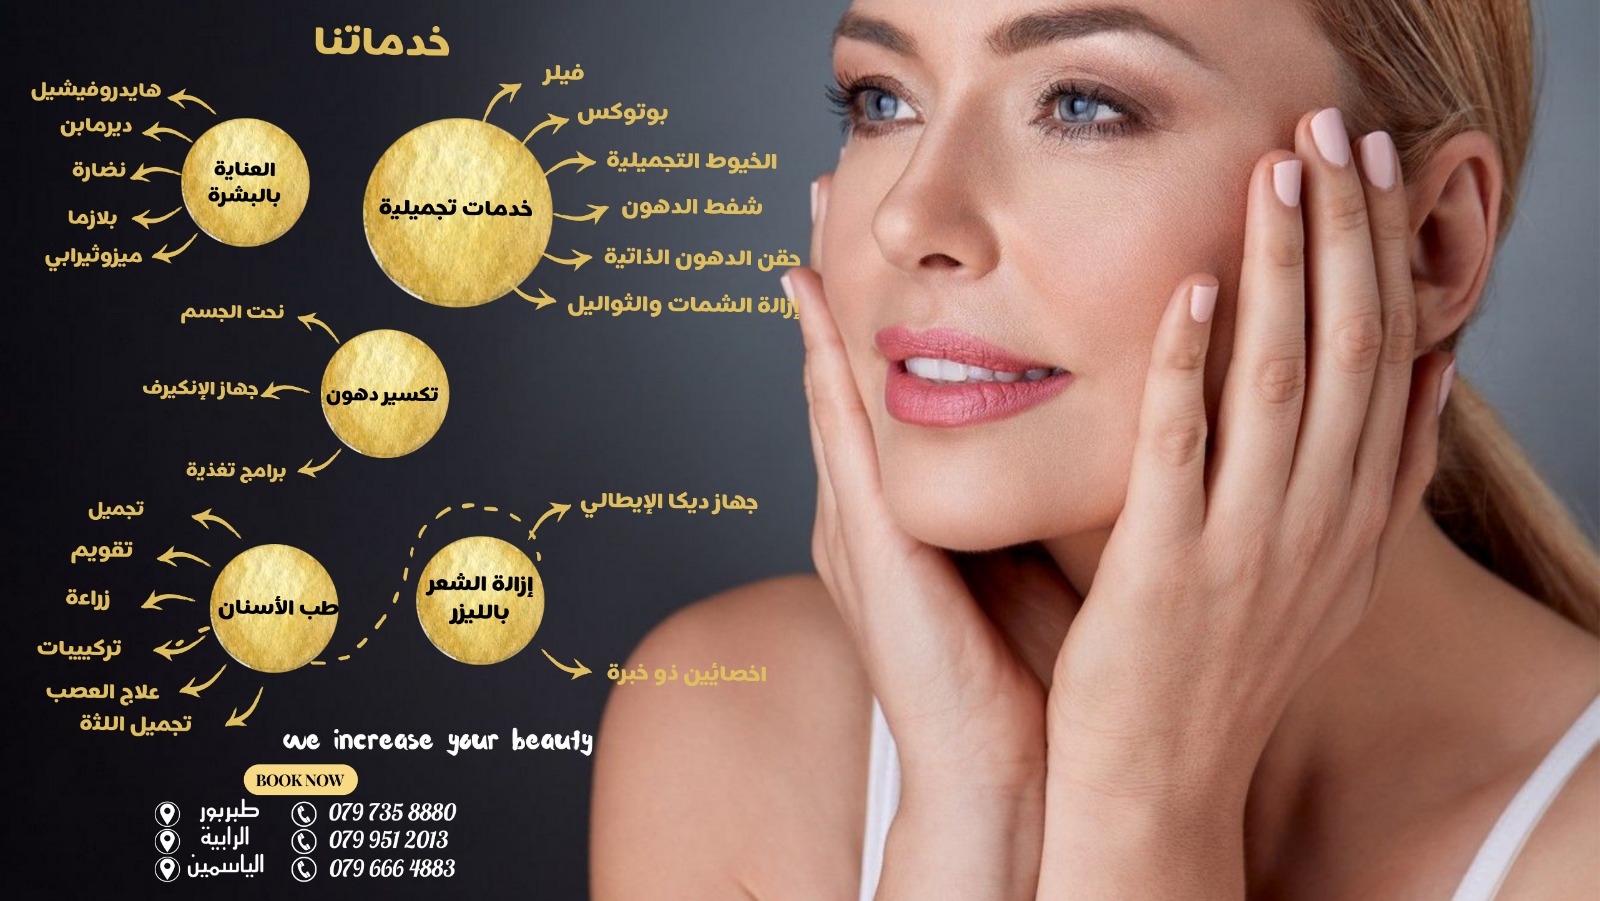 خدماتنا
خدمات تجميلية
فيلر
بوتوكس
الخيوط التجميلية
شفط الدهون
حقن الدهون الذاتية
إزالة الشمات والثواليل
العناية
بالبشرة
هايدروفيشيل
ديرمابن
نضارة
بلازما
ميزوثيرابي
تكسير دهون
نحت الجسم
جهاز الإنكيرف
برامج تغذية
إزالة الشعر
بالليزر
جهاز ديكا الإيطالي
اخصائين ذو خبرة
طب الأسنان
تجميل
تقويم
زراعة
تركيبيات
علاج العصب
تجميل اللثة
we increase your beauty
BOOK NOW
طبربور 079 735 8880
الرابية 079 951 2013
الياسمين 079 666 4883